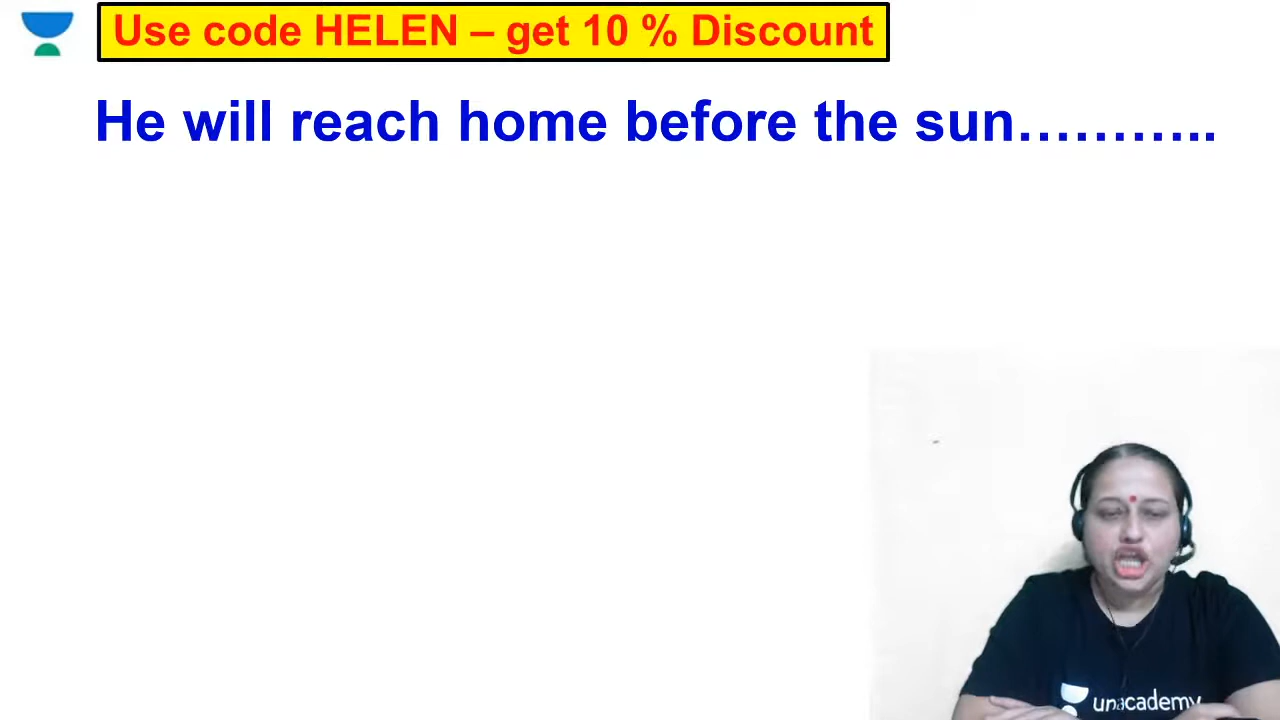 Use code HELEN – get 10 % Discount
He will reach home before the sun………..
unacademy